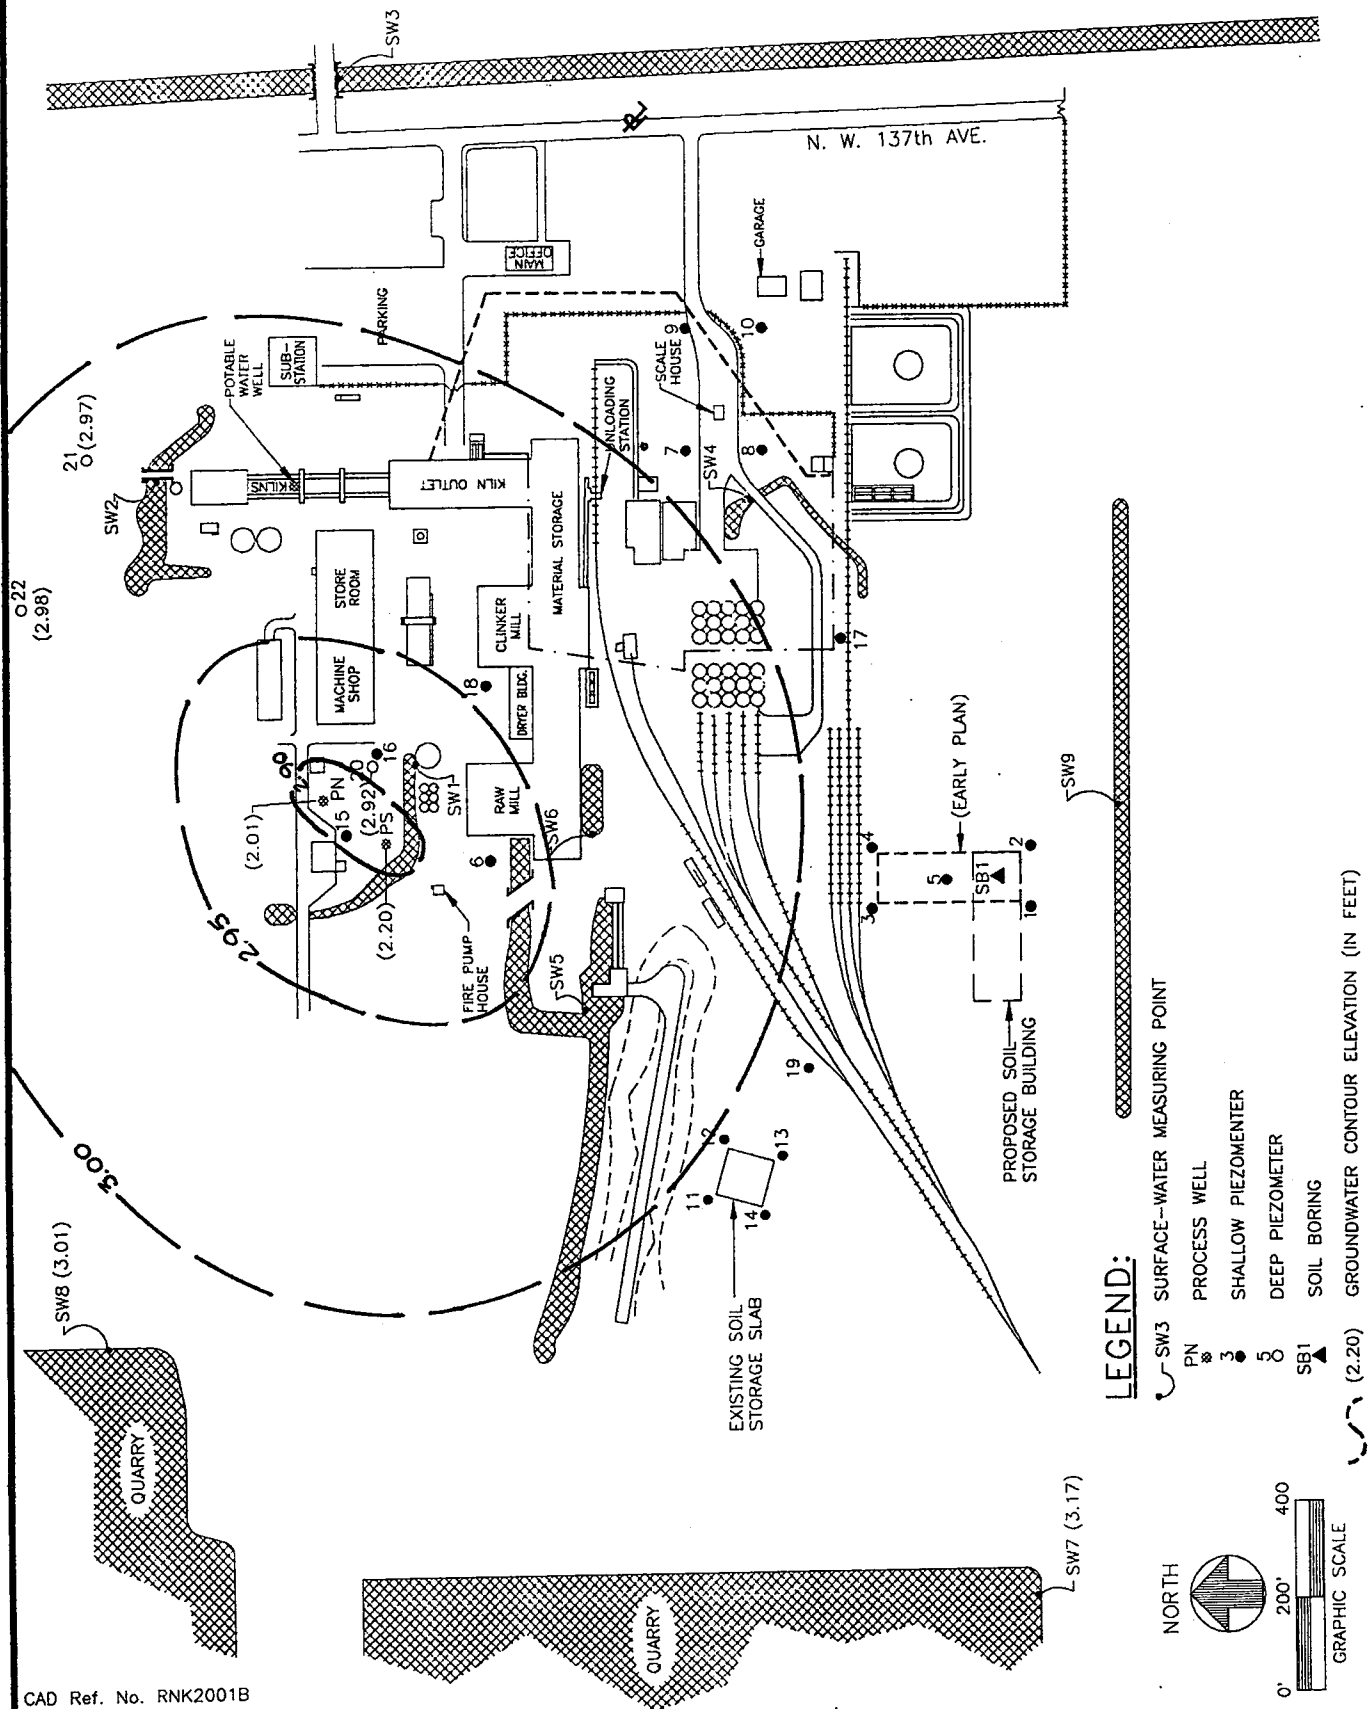 SW3
N. W. 137th AVE.
MAIN
OFFICE
GARAGE
PARKING
SUB-
STATION
POTABLE
WATER
WELL
21
(2.97)
SW2
22
(2.98)
KILNS
KILN OUTLET
STORE
ROOM
MACHINE
SHOP
CLINKER
MILL
MATERIAL STORAGE
DRYER BLDG.
RAW
MILL
UNLOADING
STATION
SCALE
HOUSE
9
10
7
8
SW4
17
18
16
20
(2.92)
PN
(2.01)
15
PS
(2.20)
SW1
6
SW6
FIRE PUMP
HOUSE
SW5
2.90
2.95
3.00
(EARLY PLAN)
SW9
4
3
5
SB1
2
1
PROPOSED SOIL
STORAGE BUILDING
19
12
13
11
14
EXISTING SOIL
STORAGE SLAB
SW8 (3.01)
QUARRY
QUARRY
SW7 (3.17)
LEGEND:
SW3 SURFACE-WATER MEASURING POINT
PN PROCESS WELL
3 SHALLOW PIEZOMENTER
5 DEEP PIEZOMETER
SB1 SOIL BORING
(2.20) GROUNDWATER CONTOUR ELEVATION (IN FEET)
NORTH
0' 200' 400
GRAPHIC SCALE
CAD Ref. No. RNK2001B